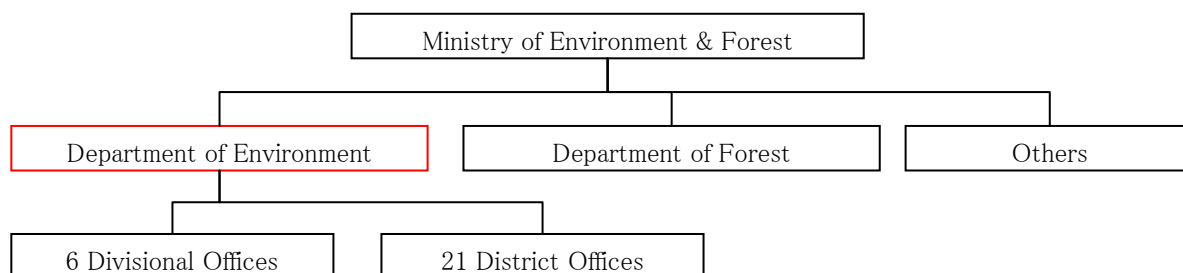 Ministry of Environment & Forest
Department of Environment
Department of Forest
Others
6 Divisional Offices
21 District Offices